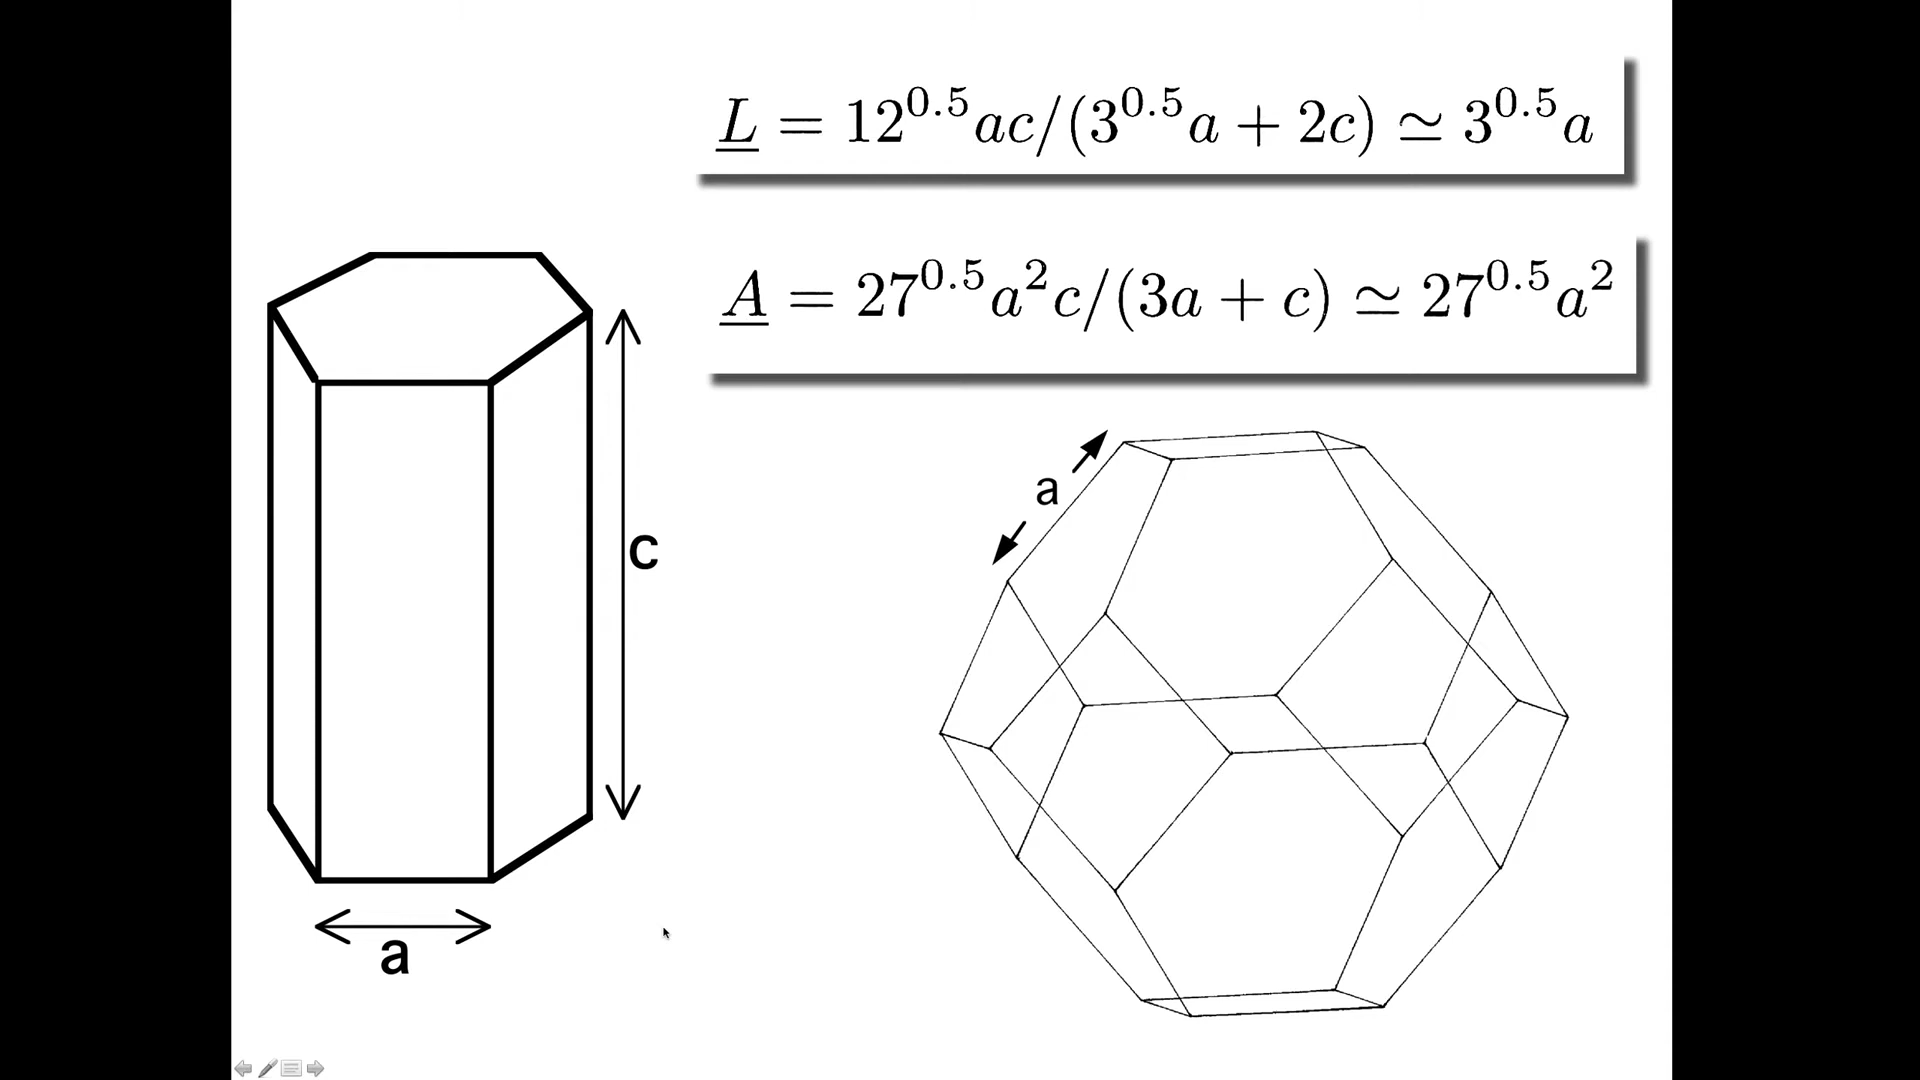 L = 12^0.5 ac/(3^0.5 a + 2c) ≃ 3^0.5 a
A = 27^0.5 a^2 c/(3a + c) ≃ 27^0.5 a^2
a
c
a